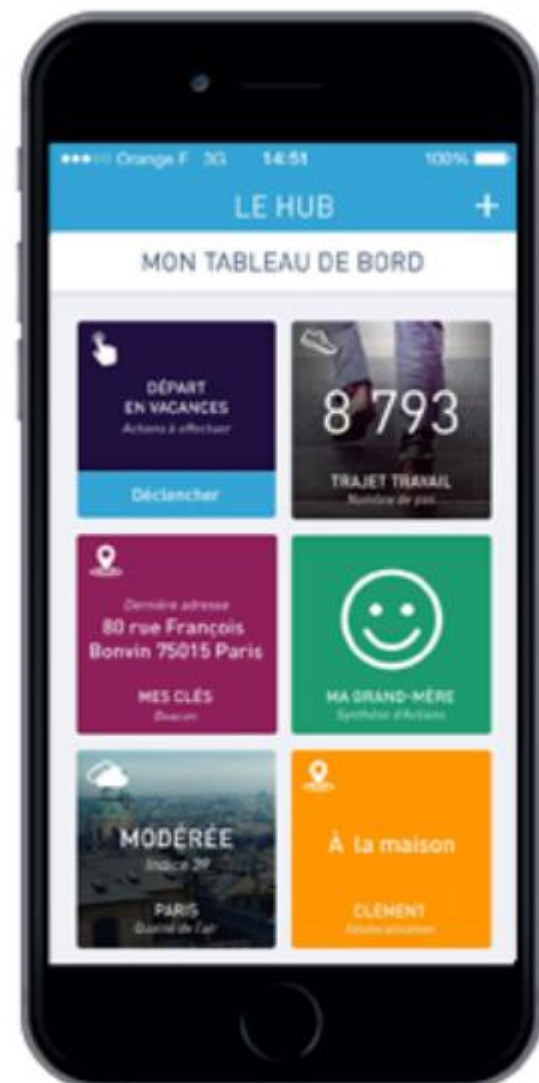 Orange F 3G 14:51 100%
LE HUB +
MON TABLEAU DE BORD
DÉPART
EN VACANCES
Actions à effectuer
Déclancher
8 793
TRAJET TRAVAIL
Nombre de pas
Dernière adresse
80 rue François
Bonvin 75015 Paris
MES CLÉS
Beacon
MA GRAND-MÈRE
Synthèse d'Actions
MODÉRÉE
PARIS
Qualité de l'air
À la maison
CLÉMENT
Géolocalisation